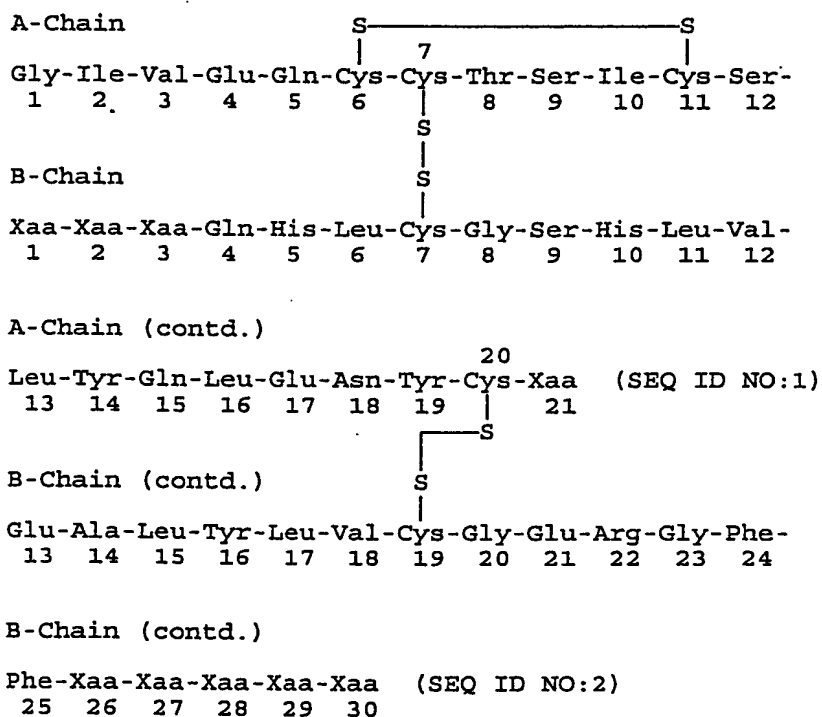 A-Chain
S S
7
Gly-Ile-Val-Glu-Gln-Cys-Cys-Thr-Ser-Ile-Cys-Ser-
1 2 3 4 5 6 8 9 10 11 12
S
S
B-Chain
Xaa-Xaa-Xaa-Gln-His-Leu-Cys-Gly-Ser-His-Leu-Val-
1 2 3 4 5 6 7 8 9 10 11 12
A-Chain (contd.)
20
Leu-Tyr-Gln-Leu-Glu-Asn-Tyr-Cys-Xaa (SEQ ID NO:1)
13 14 15 16 17 18 19 21
S
S
B-Chain (contd.)
Glu-Ala-Leu-Tyr-Leu-Val-Cys-Gly-Glu-Arg-Gly-Phe-
13 14 15 16 17 18 19 20 21 22 23 24
B-Chain (contd.)
Phe-Xaa-Xaa-Xaa-Xaa-Xaa (SEQ ID NO:2)
25 26 27 28 29 30